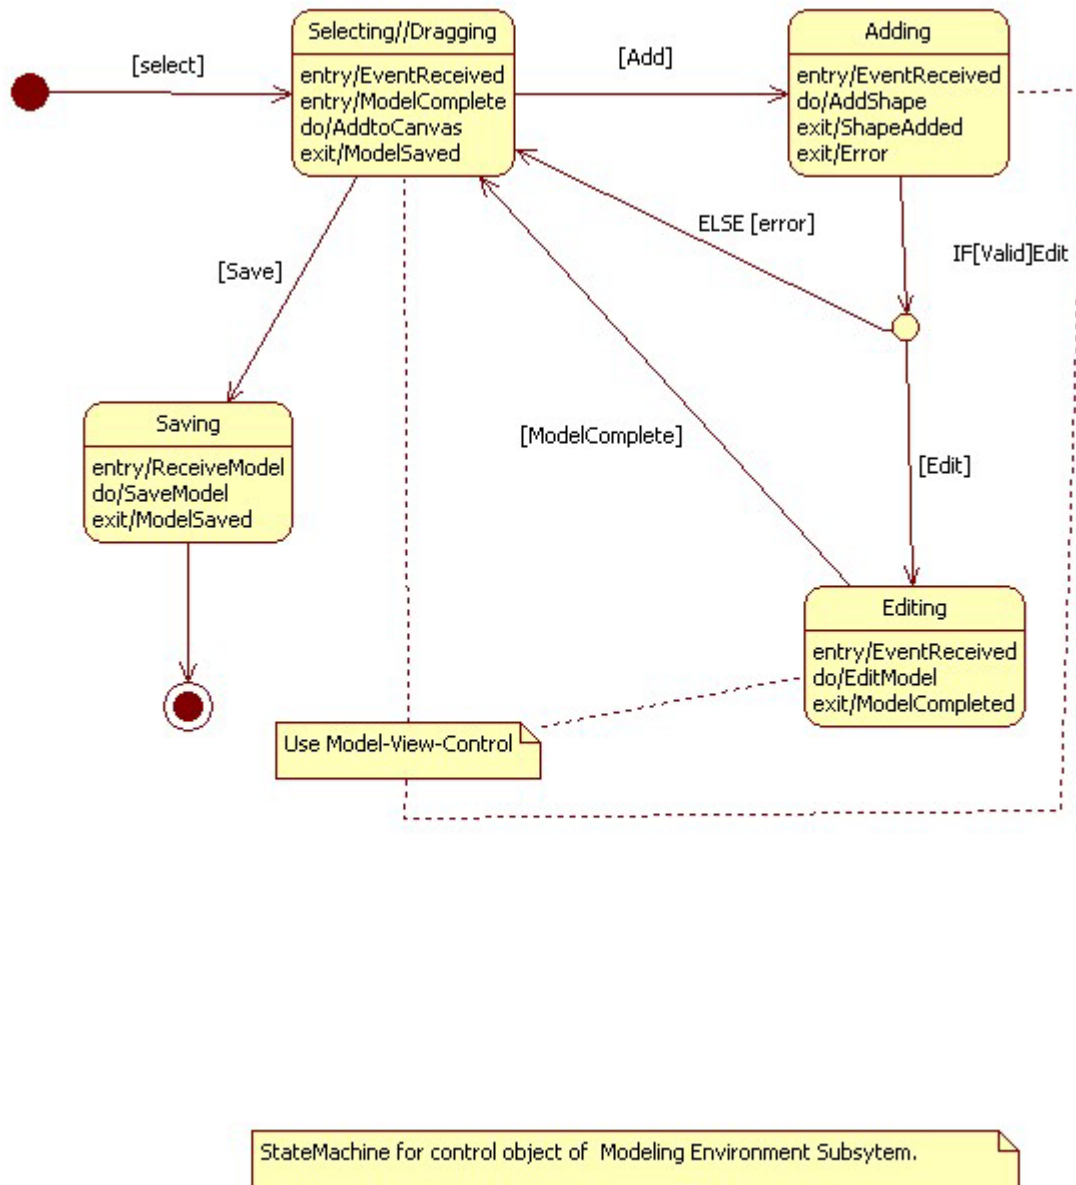 Selecting//Dragging
entry/EventReceived
entry/ModelComplete
do/AddtoCanvas
exit/ModelSaved
Adding
entry/EventReceived
do/AddShape
exit/ShapeAdded
exit/Error
[select]
[Add]
ELSE [error]
IF[Valid]Edit
[Save]
Saving
entry/ReceiveModel
do/SaveModel
exit/ModelSaved
[ModelComplete]
[Edit]
Editing
entry/EventReceived
do/EditModel
exit/ModelCompleted
Use Model-View-Control
StateMachine for control object of  Modeling Environment Subsytem.